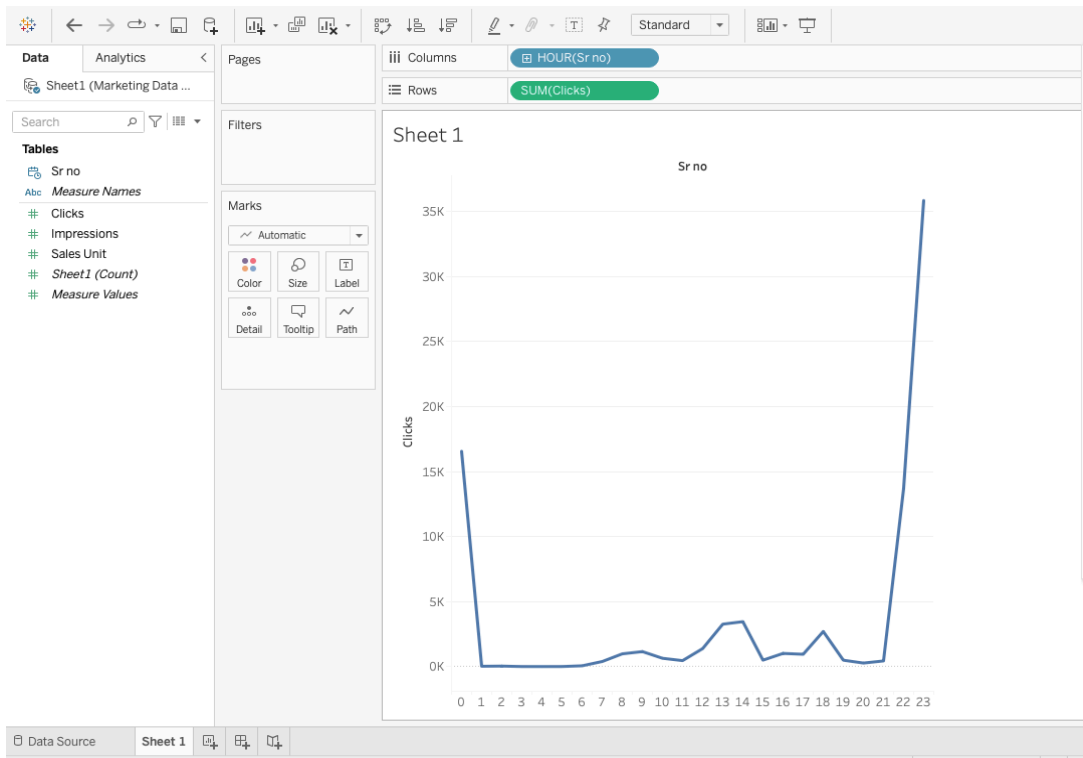 Standard
Data
Analytics
Sheet1 (Marketing Data ...
Search
Tables
Sr no
Abc Measure Names
Clicks
Impressions
Sales Unit
Sheet1 (Count)
Measure Values
Pages
Filters
Marks
Automatic
Color Size Label
Detail Tooltip Path
Columns HOUR(Sr no)
Rows SUM(Clicks)
Sheet 1
Sr no
35K
30K
25K
20K
15K
10K
5K
0K
Clicks
0 1 2 3 4 5 6 7 8 9 10 11 12 13 14 15 16 17 18 19 20 21 22 23
Data Source
Sheet 1